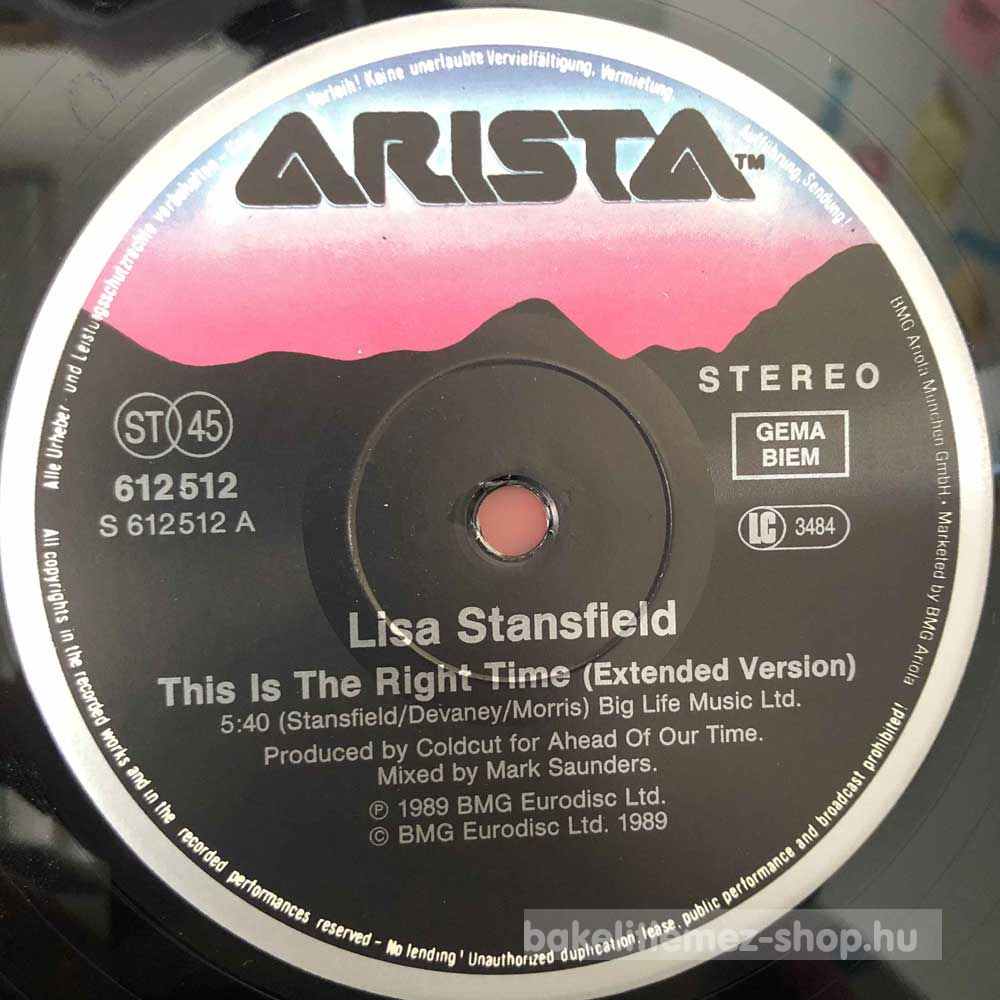 Alle Urheber- und Leistungsschutzrechte vorbehalten - Kein Verleih! Keine unerlaubte Vervielfältigung, Vermietung, Aufführung, Sendung!
ARISTA™
STEREO
ST 45
GEMA
BIEM
612512
S 612512 A
LC 3484
BMG Ariola München GmbH. • Marketed by BMG Ariola
Lisa Stansfield
This Is The Right Time (Extended Version)
5:40 (Stansfield/Devaney/Morris) Big Life Music Ltd.
Produced by Coldcut for Ahead Of Our Time.
Mixed by Mark Saunders.
℗ 1989 BMG Eurodisc Ltd.
© BMG Eurodisc Ltd. 1989
All copyrights in the recorded works and in the recorded performances reserved - No lending! Unauthorized duplication, lease, public performance and broadcast prohibited!
bakelitlemez-shop.hu